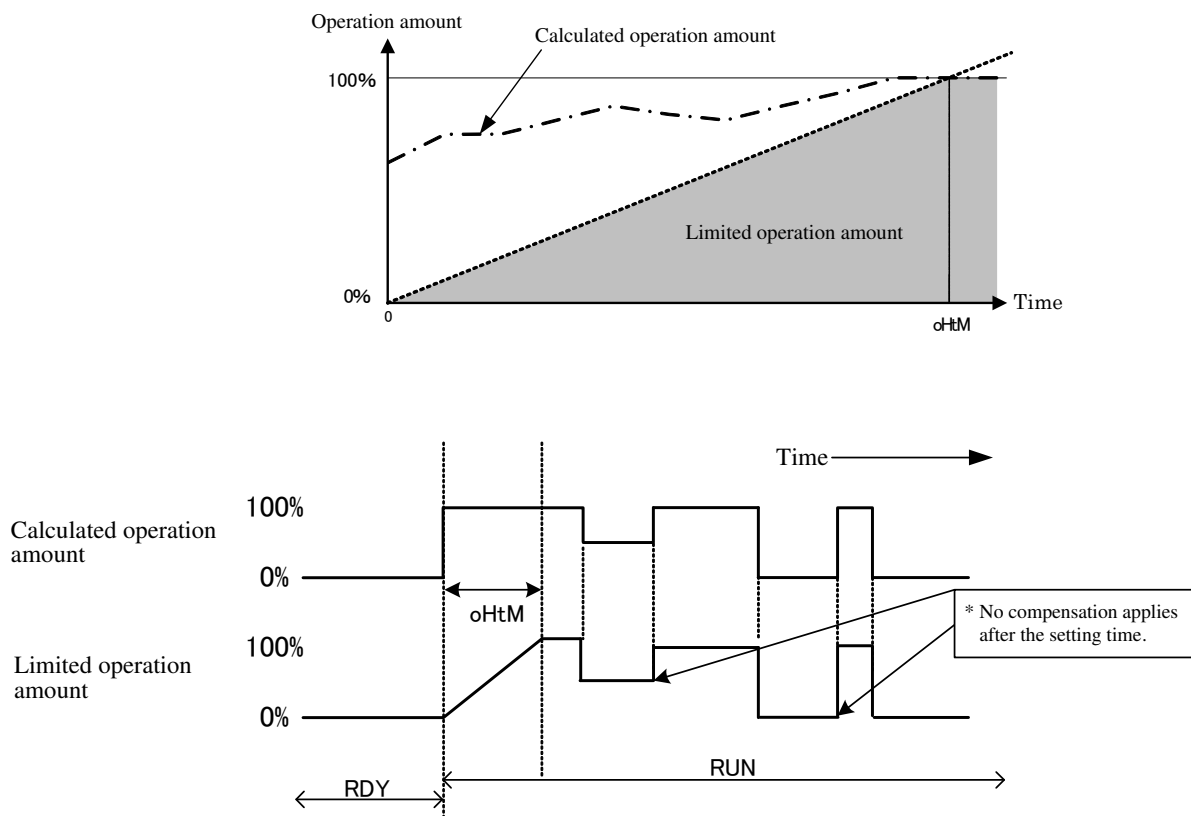 Operation amount
Calculated operation amount
100%
Limited operation amount
0%
0
oHtM
Time
Time
Calculated operation
amount
100%
0%
oHtM
* No compensation applies
after the setting time.
Limited operation
amount
100%
0%
RDY
RUN